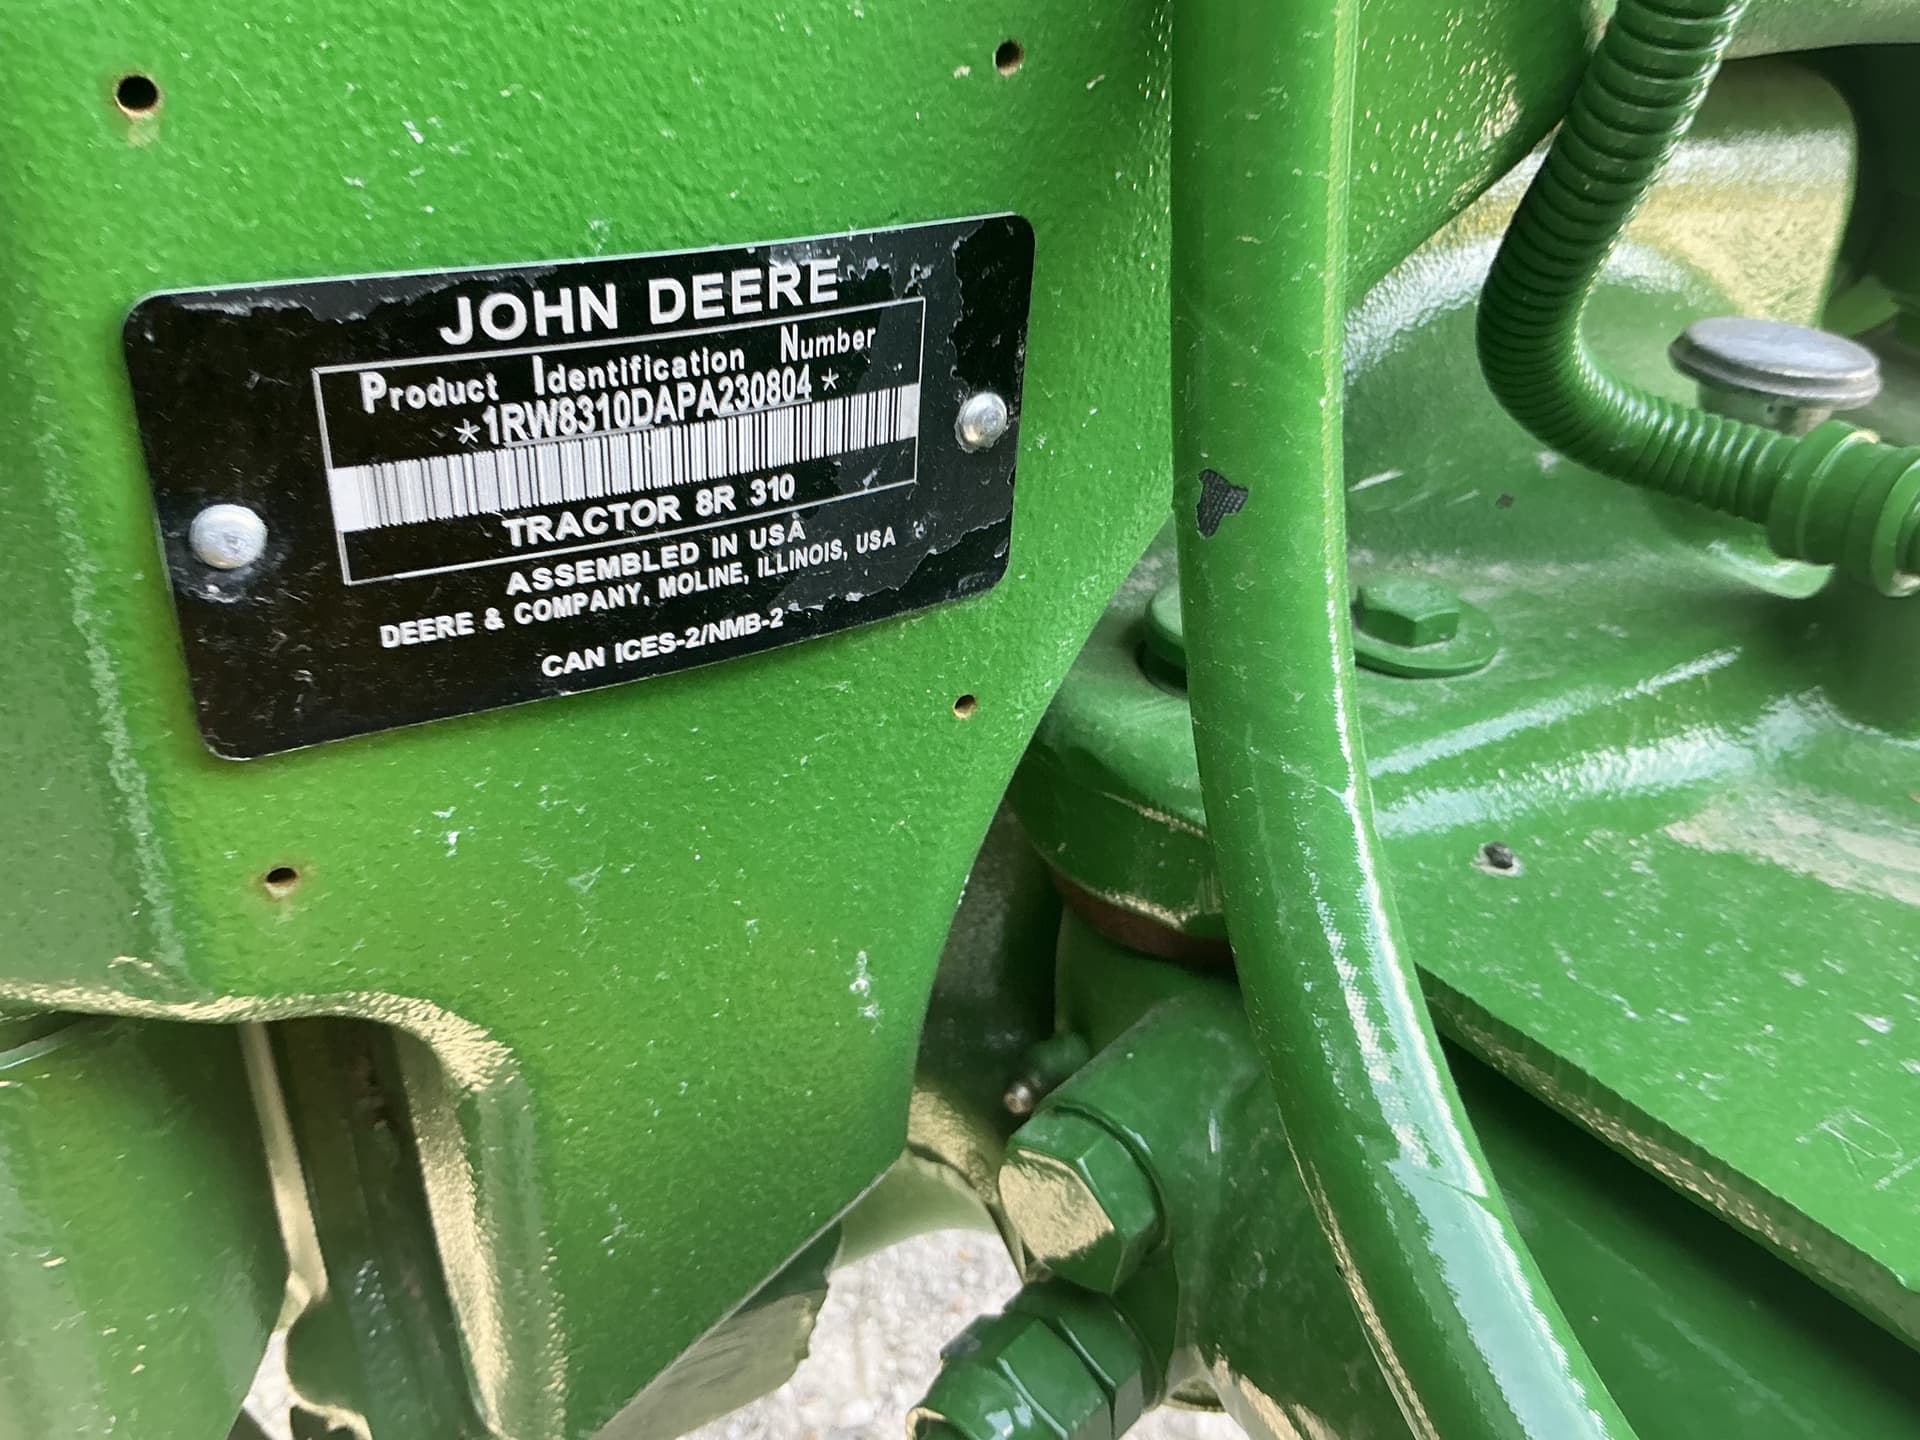 JOHN DEERE
Product Identification Number
*1RW8310DAPA230804*
TRACTOR 8R 310
ASSEMBLED IN USA
DEERE & COMPANY, MOLINE, ILLINOIS, USA
CAN ICES-2/NMB-2